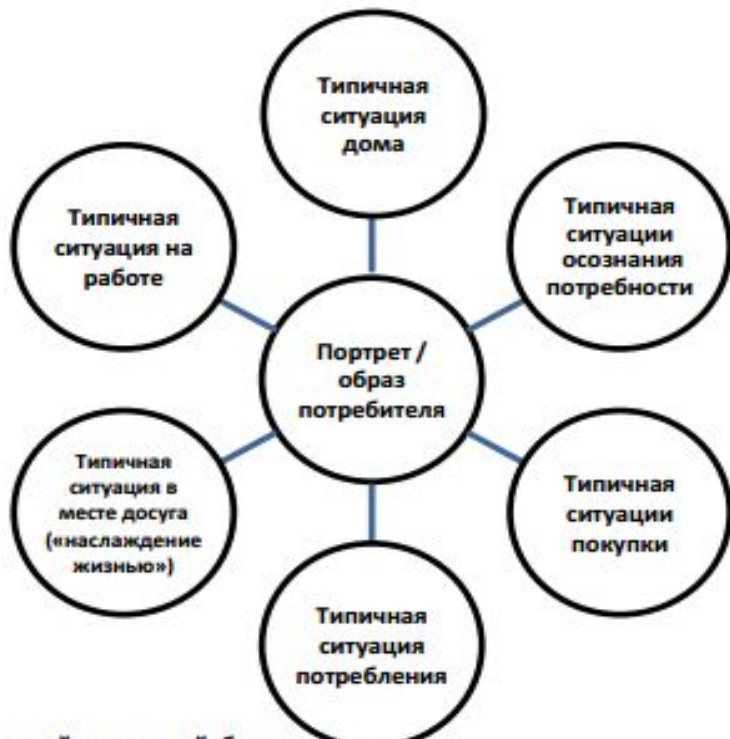 Типичная
ситуация
дома
Типичная
ситуации
осознания
потребности
Типичная
ситуации
покупки
Типичная
ситуация
потребления
Типичная
ситуация в
месте досуга
(«наслаждение
жизнью»)
Типичная
ситуация на
работе
Портрет /
образ
потребителя